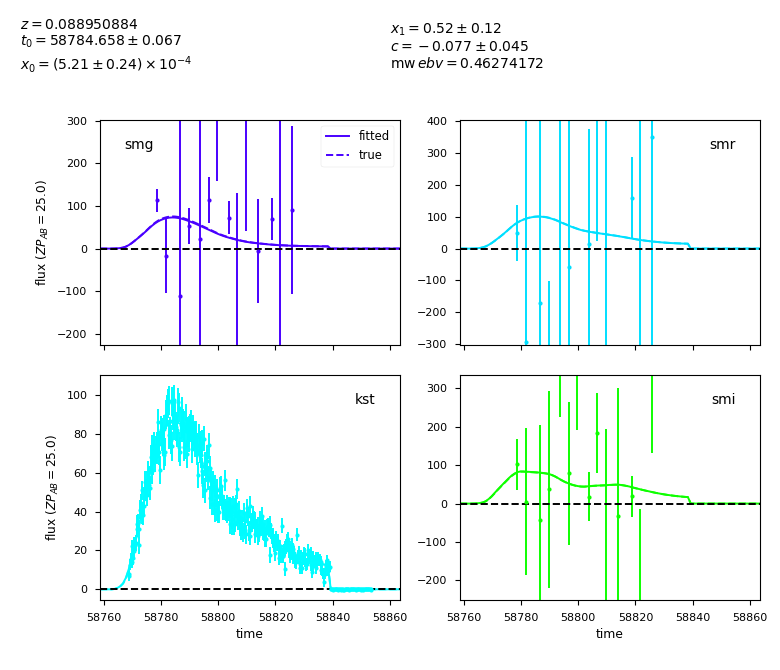 z = 0.088950884
t₀ = 58784.658 ± 0.067
x₀ = (5.21 ± 0.24) × 10⁻⁴
x₁ = 0.52 ± 0.12
c = −0.077 ± 0.045
mw ebv = 0.46274172
smg
fitted
true
flux (ZP_AB = 25.0)
300
200
100
0
−100
−200
smr
400
300
200
100
0
−100
−200
−300
kst
flux (ZP_AB = 25.0)
100
80
60
40
20
0
58760 58780 58800 58820 58840 58860
time
smi
300
200
100
0
−100
−200
58760 58780 58800 58820 58840 58860
time